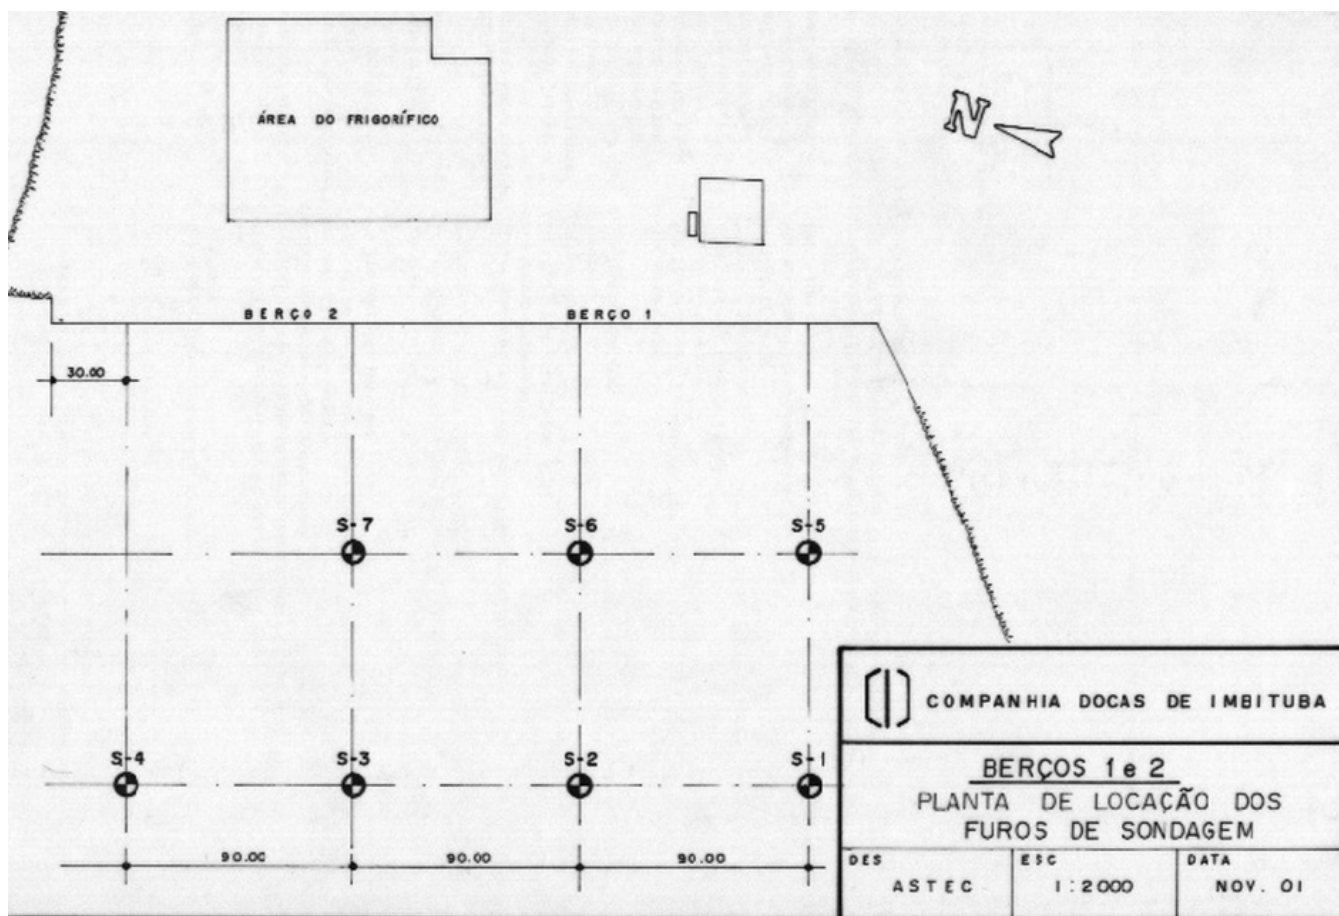 ÁREA DO FRIGORÍFICO
N
BERÇO 2
BERÇO 1
30.00
S-7
S-6
S-5
S-4
S-3
S-2
S-1
90.00
90.00
90.00
COMPANHIA DOCAS DE IMBITUBA
BERÇOS 1 e 2
PLANTA DE LOCAÇÃO DOS
FUROS DE SONDAGEM
DES
ASTEC
ESC
1:2000
DATA
NOV. 01